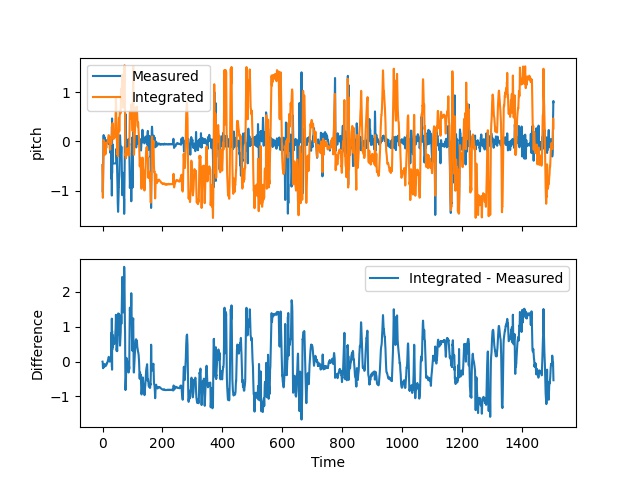 Measured
Integrated
pitch
1
0
−1
Integrated - Measured
Difference
2
1
0
−1
0 200 400 600 800 1000 1200 1400
Time